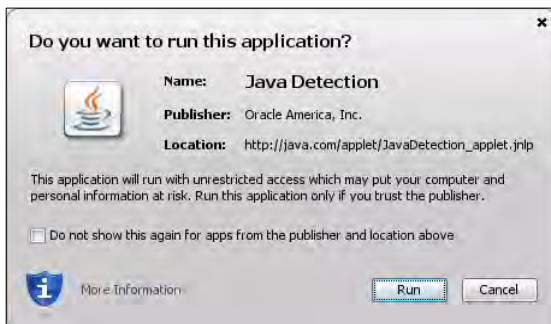 Do you want to run this application?
Name: Java Detection
Publisher: Oracle America, Inc.
Location: http://java.com/applet/JavaDetection_applet.jnlp
This application will run with unrestricted access which may put your computer and
personal information at risk. Run this application only if you trust the publisher.
Do not show this again for apps from the publisher and location above
More Information
Run
Cancel